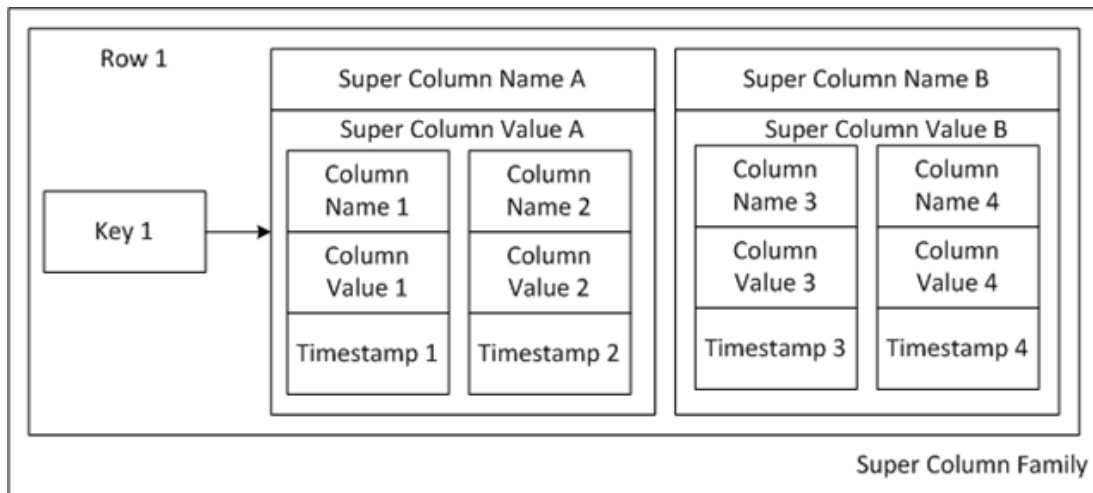 Row 1
Key 1
Super Column Name A
Super Column Value A
Column
Name 1
Column
Value 1
Timestamp 1
Column
Name 2
Column
Value 2
Timestamp 2
Super Column Name B
Super Column Value B
Column
Name 3
Column
Value 3
Timestamp 3
Column
Name 4
Column
Value 4
Timestamp 4
Super Column Family